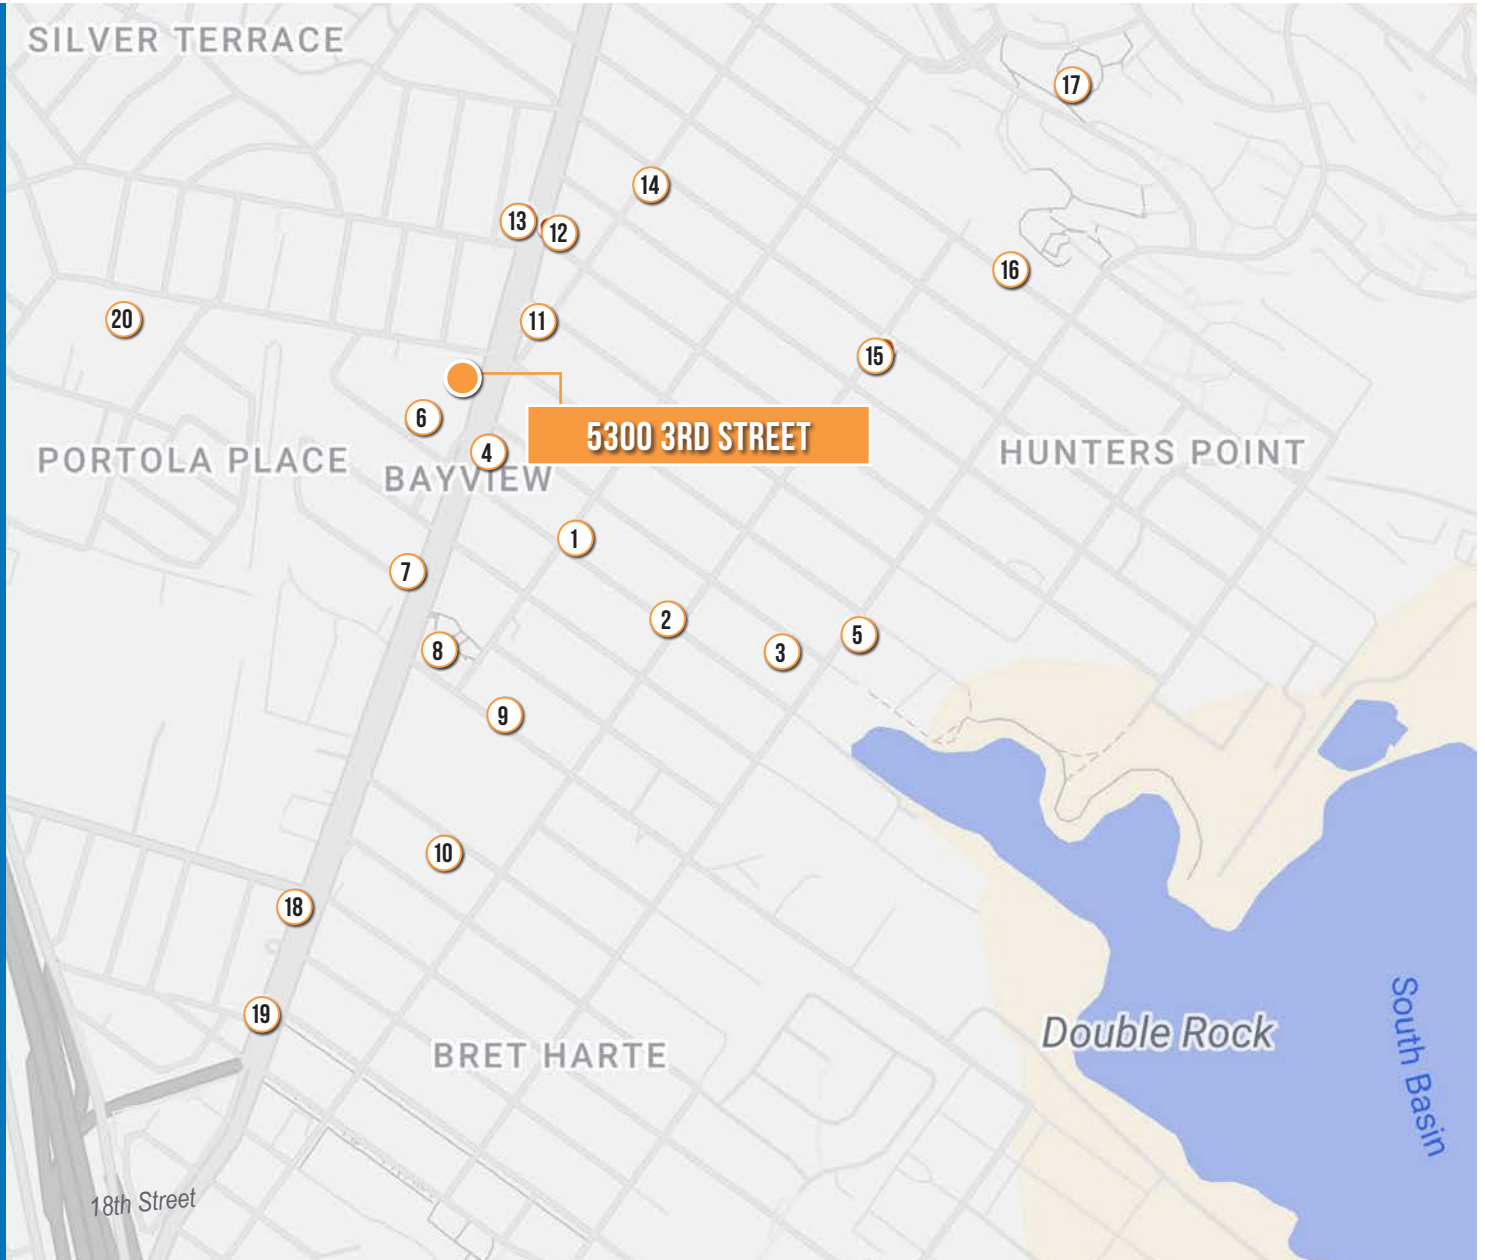 SILVER TERRACE
17
14
13
12
16
20
11
15
6
5300 3RD STREET
4
PORTOLA PLACE
BAYVIEW
HUNTERS POINT
1
7
2
5
8
3
9
10
18
19
Double Rock
South Basin
BRET HARTE
18th Street